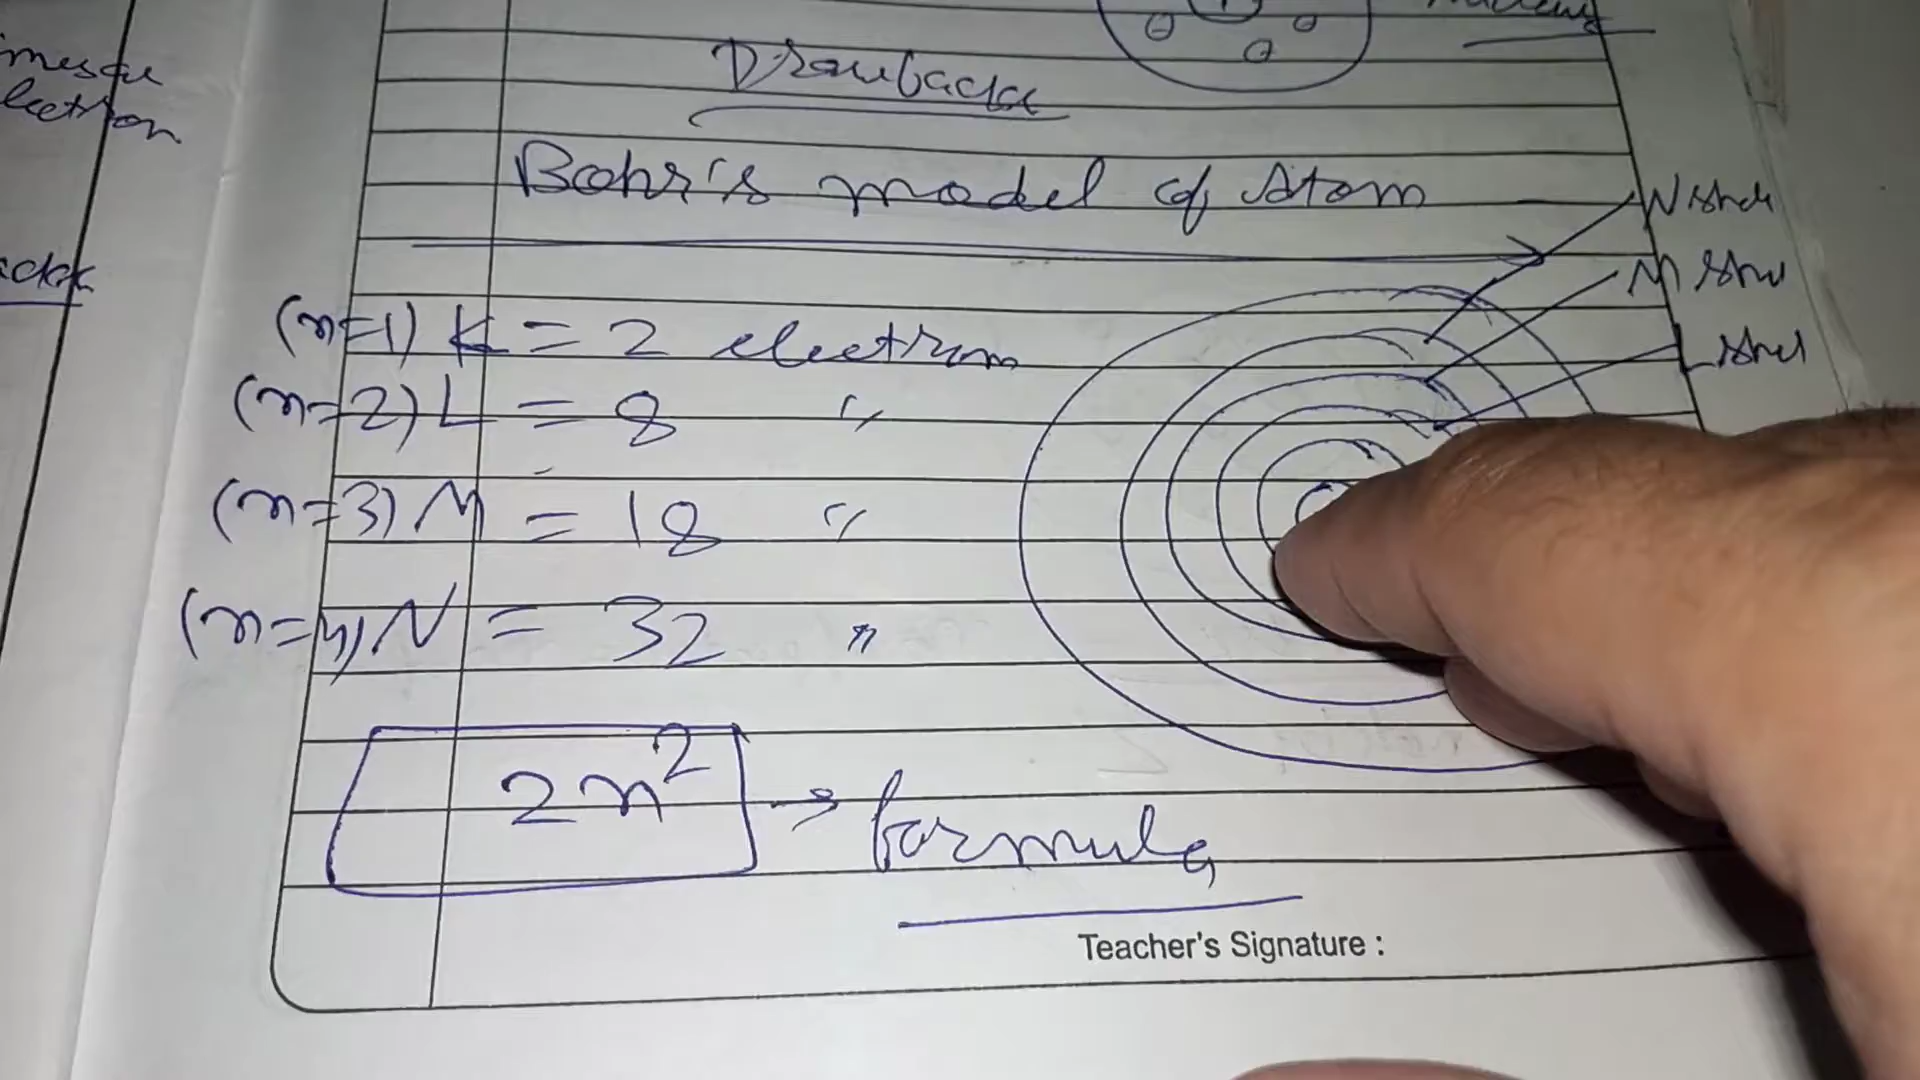 Drawbacks
Bohr's model of Atom
N shell
M shell
L shell
(n=1) K = 2 electron
(n=2) L = 8 "
(n=3) M = 18 "
(n=4) N = 32 "
2n² → formula
Teacher's Signature :